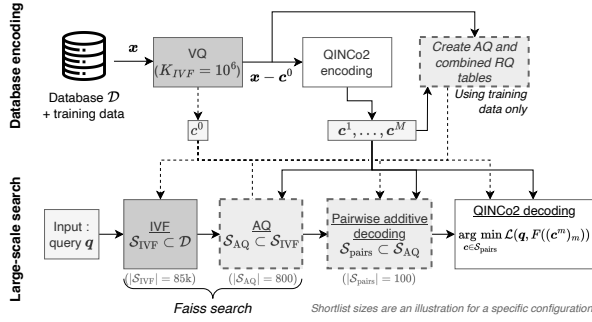 Database encoding
x
VQ
(K_IVF = 10^6)
x − c^0
QINCo2
encoding
Create AQ and
combined RQ
tables
Using training
data only
Database D
+ training data
c^0
c^1, . . . , c^M
Large-scale search
Input :
query q
IVF
S_IVF ⊂ D
(|S_IVF| = 85k)
AQ
S_AQ ⊂ S_IVF
(|S_AQ| = 800)
Faiss search
Pairwise additive
decoding
S_pairs ⊂ S_AQ
(|S_pairs| = 100)
QINCo2 decoding
arg min L(q, F((c^m)_m))
c∈S_pairs
Shortlist sizes are an illustration for a specific configuration